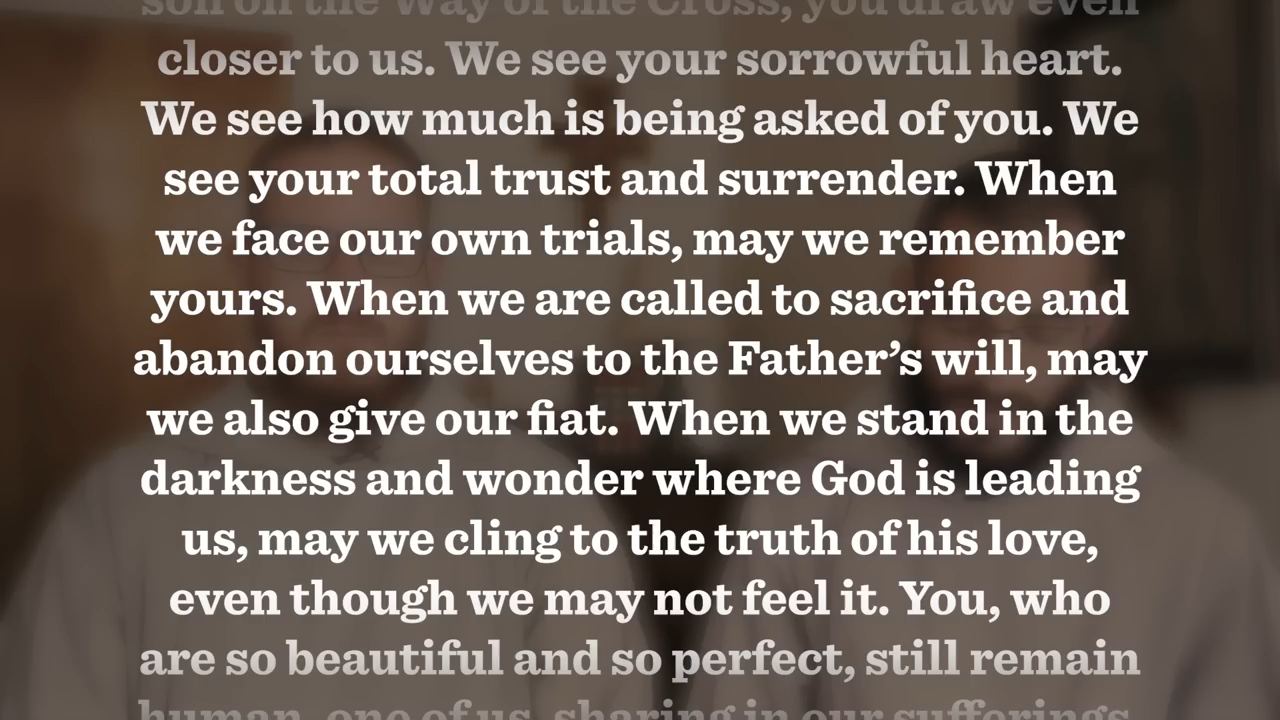 son on the Way of the Cross, you draw even
closer to us. We see your sorrowful heart.
We see how much is being asked of you. We
see your total trust and surrender. When
we face our own trials, may we remember
yours. When we are called to sacrifice and
abandon ourselves to the Father’s will, may
we also give our fiat. When we stand in the
darkness and wonder where God is leading
us, may we cling to the truth of his love,
even though we may not feel it. You, who
are so beautiful and so perfect, still remain
human, one of us, sharing in our sufferings